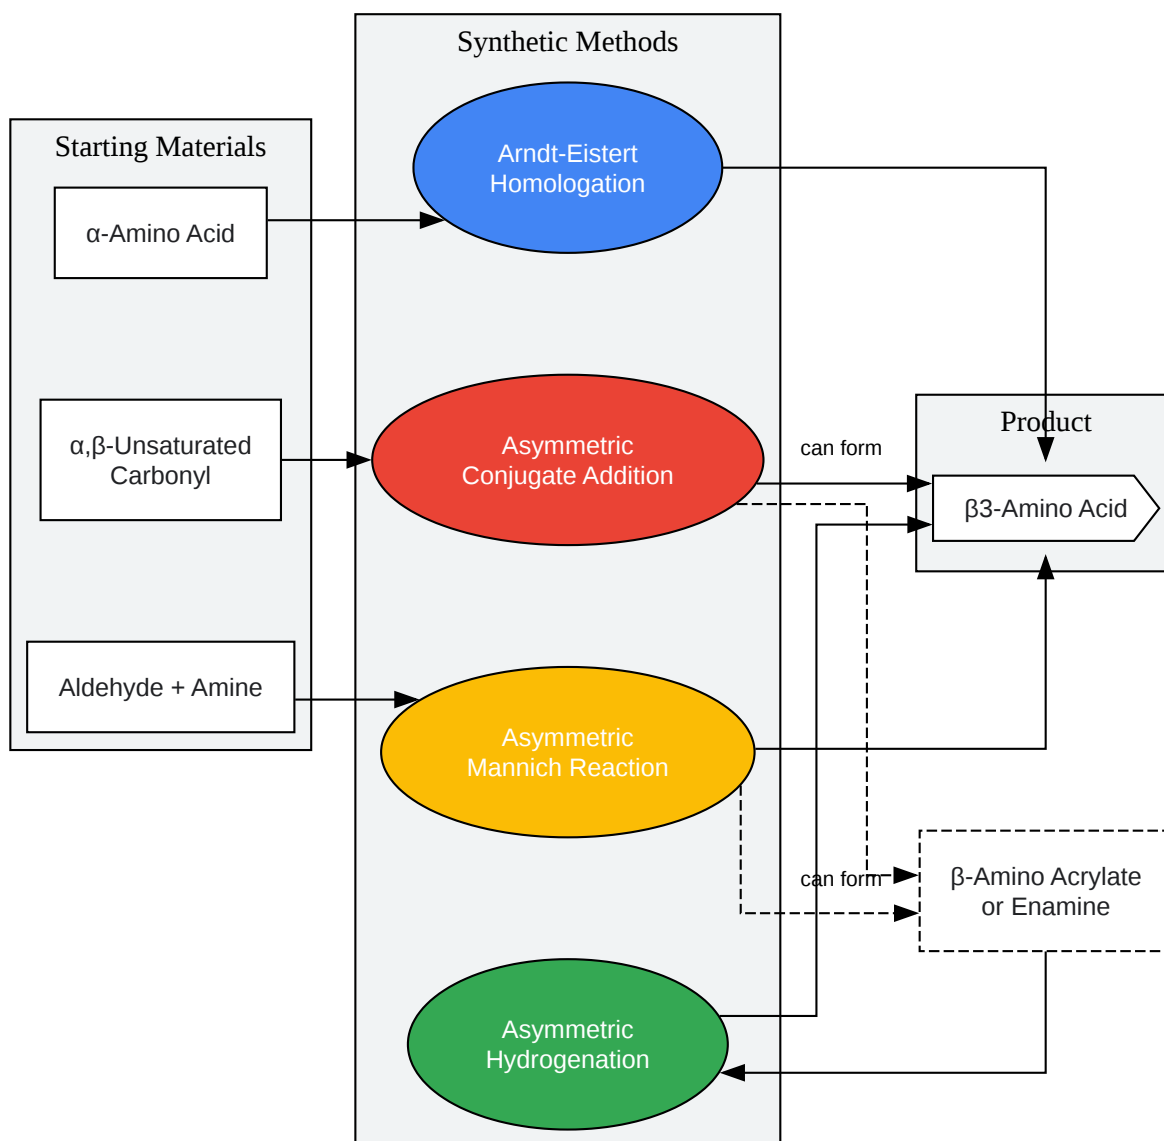 Synthetic Methods
Starting Materials
Arndt-Eistert
Homologation
α-Amino Acid
Product
α,β-Unsaturated
Carbonyl
Asymmetric
Conjugate Addition
can form
β3-Amino Acid
Aldehyde + Amine
Asymmetric
Mannich Reaction
can form
β-Amino Acrylate
or Enamine
Asymmetric
Hydrogenation